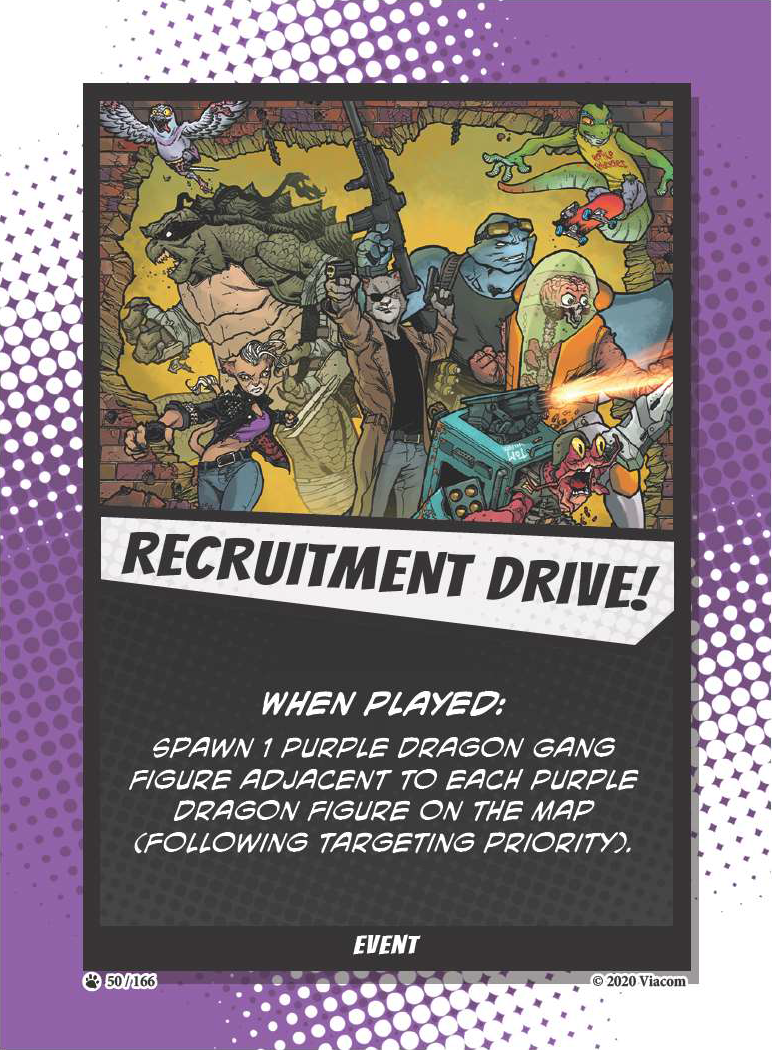 RECRUITMENT DRIVE!
WHEN PLAYED:
SPAWN 1 PURPLE DRAGON GANG
FIGURE ADJACENT TO EACH PURPLE
DRAGON FIGURE ON THE MAP
(FOLLOWING TARGETING PRIORITY).
EVENT
50/166
© 2020 Viacom